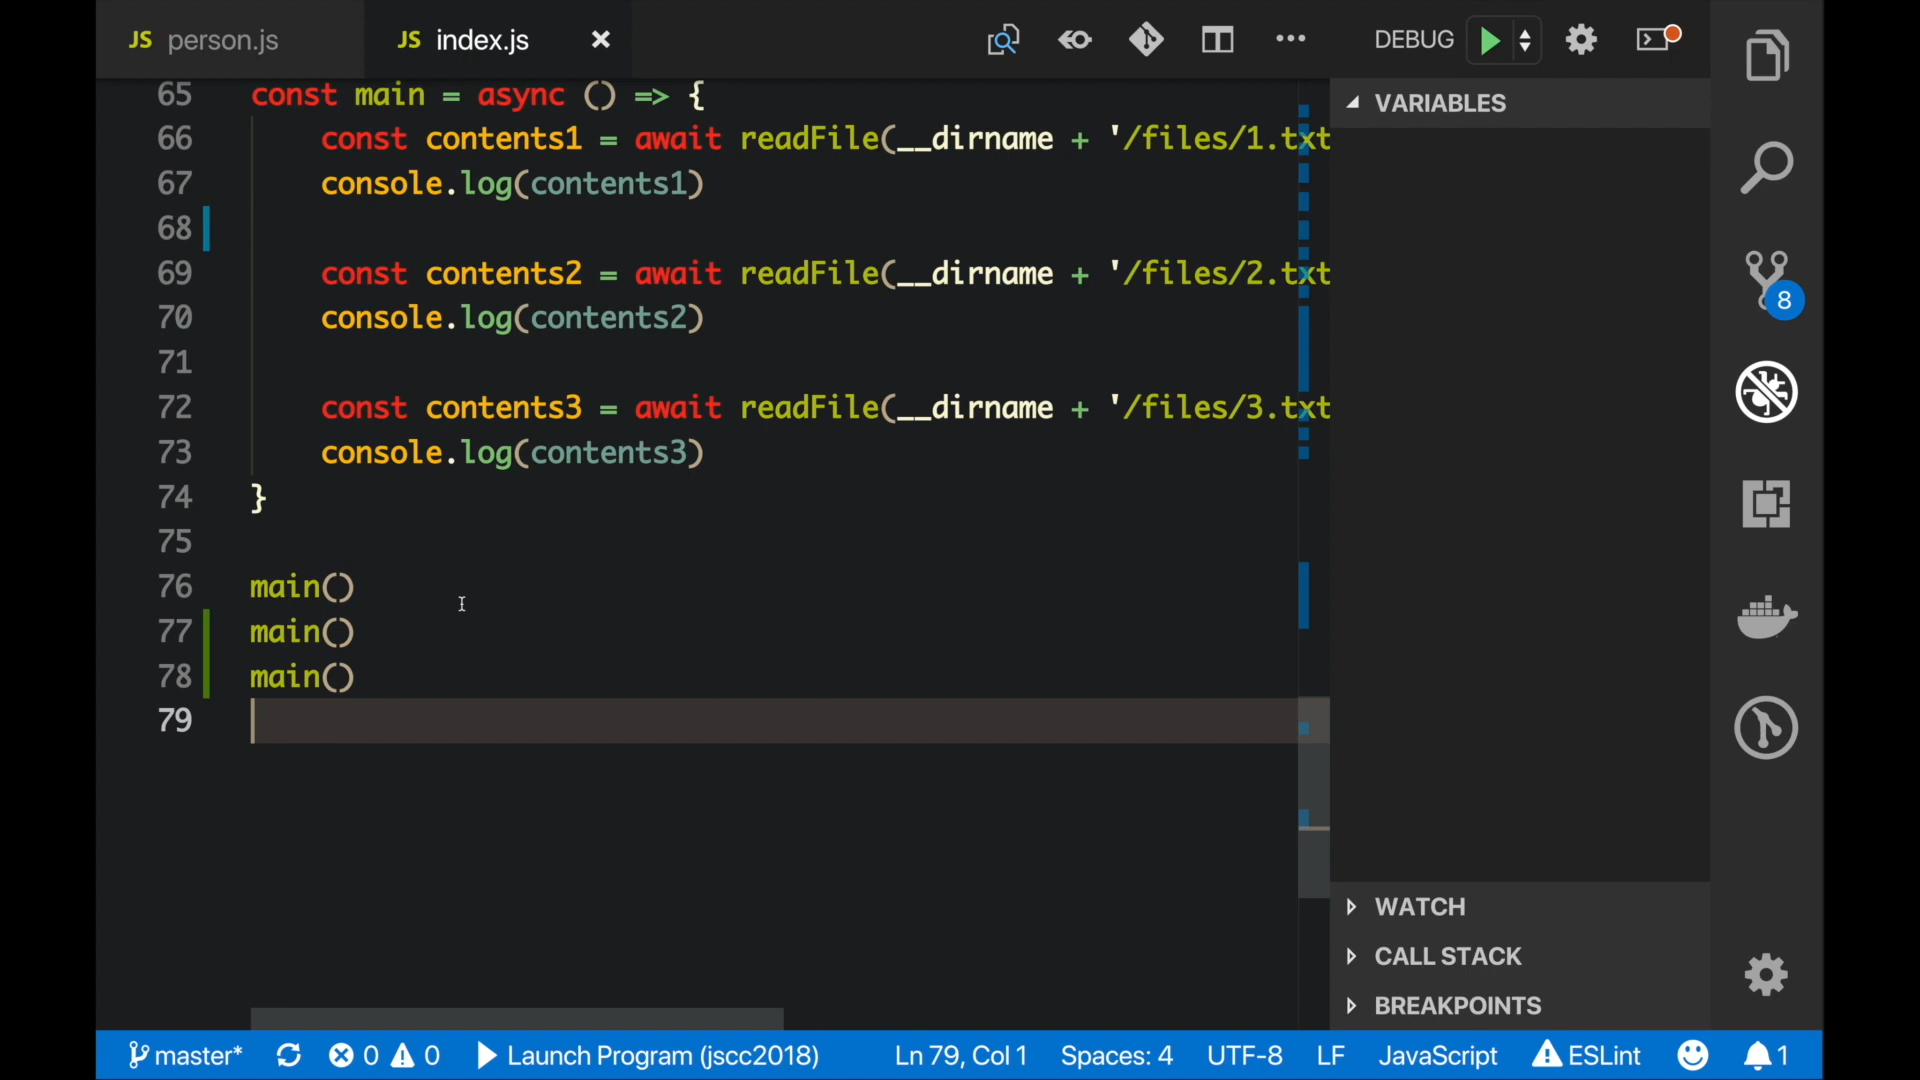 JS person.js
JS index.js
DEBUG
VARIABLES
65 const main = async () => {
66 const contents1 = await readFile(__dirname + '/files/1.txt
67 console.log(contents1)
68
69 const contents2 = await readFile(__dirname + '/files/2.txt
70 console.log(contents2)
71
72 const contents3 = await readFile(__dirname + '/files/3.txt
73 console.log(contents3)
74 }
75
76 main()
77 main()
78 main()
79
8
WATCH
CALL STACK
BREAKPOINTS
master* 0 0 Launch Program (jscc2018) Ln 79, Col 1 Spaces: 4 UTF-8 LF JavaScript ESLint 1